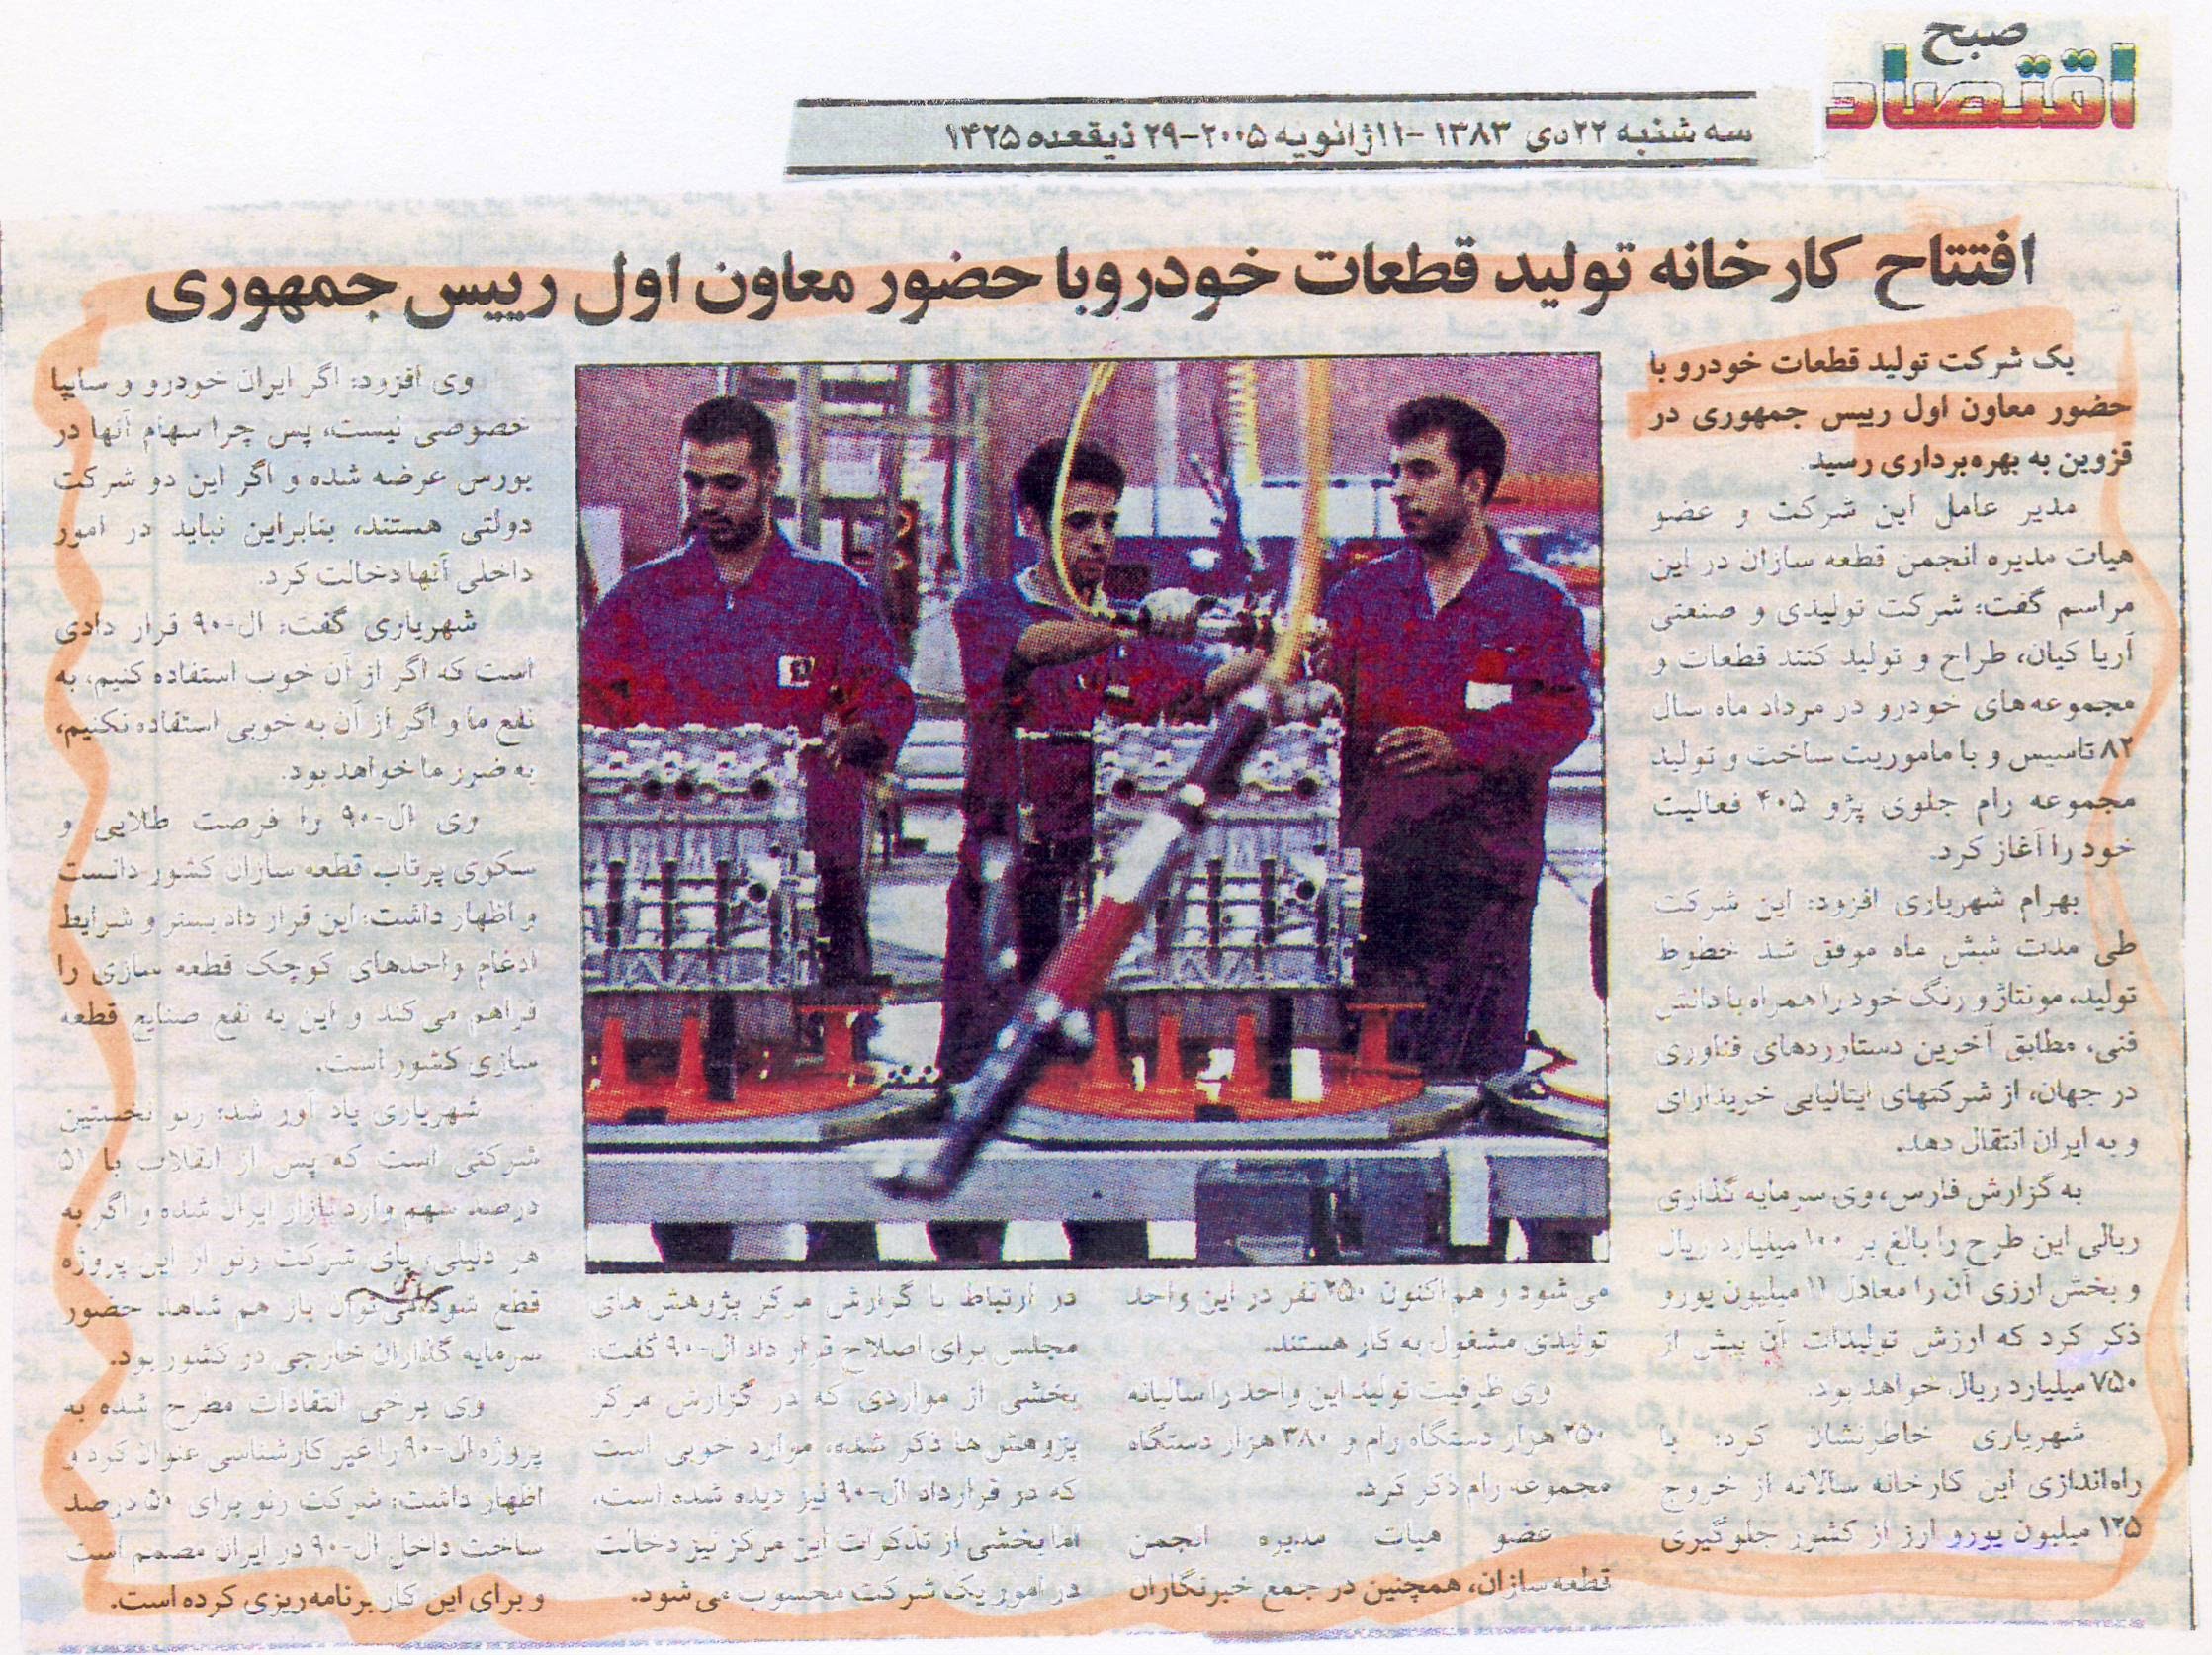 صبح
اقتصاد
سه شنبه ۲۲ دی ۱۳۸۳ -۱۱ ژانویه ۲۰۰۵-۲۹ ذیقعده ۱۴۲۵
افتتاح کارخانه تولید قطعات خودرو با حضور معاون اول رییس جمهوری
یک شرکت تولید قطعات خودرو با
حضور معاون اول رییس جمهوری در
قزوین به بهره‌برداری رسید.
مدیر عامل این شرکت و عضو
هیات مدیره انجمن قطعه سازان در این
مراسم گفت: شرکت تولیدی و صنعتی
آریا کیان، طراح و تولید کنند قطعات و
مجموعه‌های خودرو در مرداد ماه سال
۸۲ تاسیس و با ماموریت ساخت و تولید
مجموعه رام جلوی پژو ۴۰۵ فعالیت
خود را آغاز کرد.
بهرام شهریاری افزود: این شرکت
طی مدت شش ماه موفق شد خطوط
تولید، مونتاژ و رنگ خود را همراه با دانش
فنی، مطابق آخرین دستاوردهای فناوری
در جهان، از شرکتهای ایتالیایی خریدارای
و به ایران انتقال دهد.
به گزارش فارس، وی سرمایه گذاری
ریالی این طرح را بالغ بر ۱۰۰ میلیارد ریال
و بخش ارزی آن را معادل ۱۱ میلیون یورو
ذکر کرد که ارزش تولیدات آن بیش از
۷۵۰ میلیارد ریال خواهد بود.
شهریاری خاطرنشان کرد: با
راه‌اندازی این کارخانه سالانه از خروج
۱۲۵ میلیون یورو ارز از کشور جلوگیری
می‌شود و هم اکنون ۲۵۰ نفر در این واحد
تولیدی مشغول به کار هستند.
وی ظرفیت تولید این واحد را سالیانه
۲۵۰ هزار دستگاه رام و ۳۸۰ هزار دستگاه
مجموعه رام ذکر کرد.
عضو هیات مدیره انجمن
قطعه سازان، همچنین در جمع خبرنگاران
در ارتباط با گزارش مرکز پژوهش‌های
مجلس برای اصلاح قرار داد ال-۹۰ گفت:
بخشی از مواردی که در گزارش مرکز
پژوهش ها ذکر شده، موارد خوبی است
که در قرارداد ال-۹۰ نیز دیده شده است،
اما بخشی از تذکرات این مرکز نیز دخالت
در امور یک شرکت محسوب می شود.
وی افزود: اگر ایران خودرو و سایپا
خصوصی نیست، پس چرا سهام آنها در
بورس عرضه شده و اگر این دو شرکت
دولتی هستند، بنابراین نباید در امور
داخلی آنها دخالت کرد.
شهریاری گفت: ال-۹۰ قرار دادی
است که اگر از آن خوب استفاده کنیم، به
نفع ما و اگر از آن به خوبی استفاده نکنیم،
به ضرر ما خواهد بود.
وی ال-۹۰ را فرصت طلایی و
سکوی پرتاب قطعه سازان کشور دانست
و اظهار داشت: این قرار داد بستر و شرایط
ادغام واحدهای کوچک قطعه سازی را
فراهم می کند و این به نفع صنایع قطعه
سازی کشور است.
شهریاری یاد آور شد: رنو نخستین
شرکتی است که پس از انقلاب با ۵۱
درصد سهم وارد بازار ایران شده و اگر به
هر دلیلی، پای شرکت رنو از این پروژه
قطع شود، می توان باز هم شاهد حضور
سرمایه گذاران خارجی در کشور بود.
وی برخی انتقادات مطرح شده به
پروژه ال-۹۰ را غیر کارشناسی عنوان کرد و
اظهار داشت: شرکت رنو برای ۵۰ درصد
ساخت داخل ال-۹۰ در ایران مصمم است
و برای این کار برنامه‌ریزی کرده است.